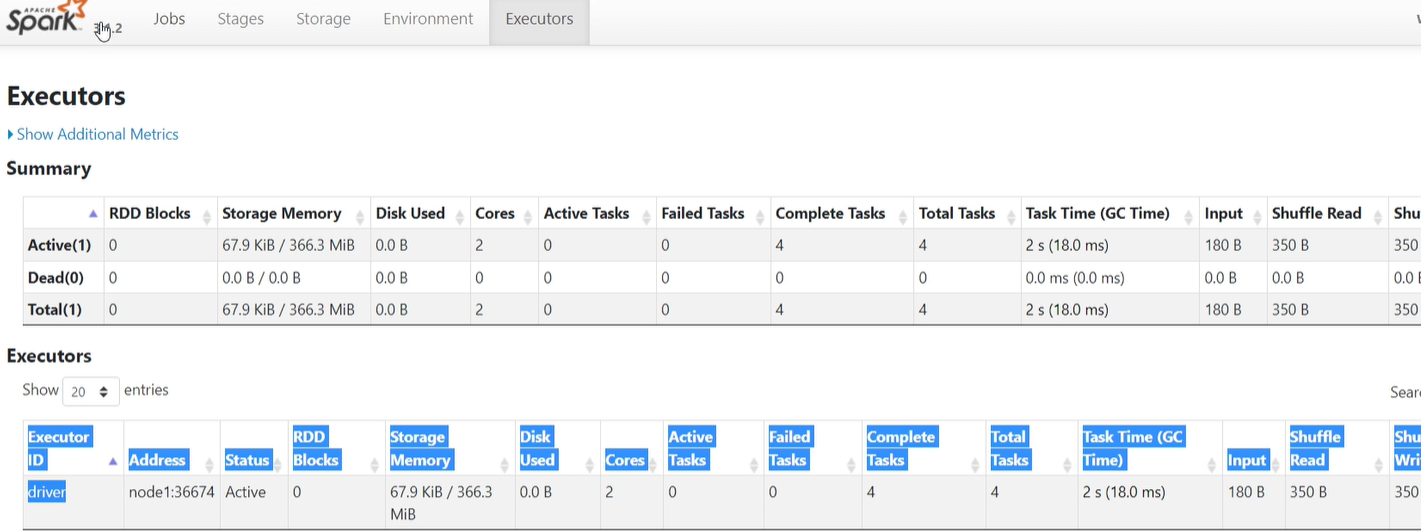 APACHE
Spark .2 Jobs Stages Storage Environment Executors
Executors
Show Additional Metrics
Summary
RDD Blocks Storage Memory Disk Used Cores Active Tasks Failed Tasks Complete Tasks Total Tasks Task Time (GC Time) Input Shuffle Read Shu
Active(1) 0 67.9 KiB / 366.3 MiB 0.0 B 2 0 0 4 4 2 s (18.0 ms) 180 B 350 B 350
Dead(0) 0 0.0 B / 0.0 B 0.0 B 0 0 0 0 0 0.0 ms (0.0 ms) 0.0 B 0.0 B 0.0
Total(1) 0 67.9 KiB / 366.3 MiB 0.0 B 2 0 0 4 4 2 s (18.0 ms) 180 B 350 B 350
Executors
Show 20 entries Sear
Executor ID Address Status RDD Blocks Storage Memory Disk Used Cores Active Tasks Failed Tasks Complete Tasks Total Tasks Task Time (GC Time) Input Shuffle Read Shu Wri
driver node1:36674 Active 0 67.9 KiB / 366.3 MiB 0.0 B 2 0 0 4 4 2 s (18.0 ms) 180 B 350 B 350